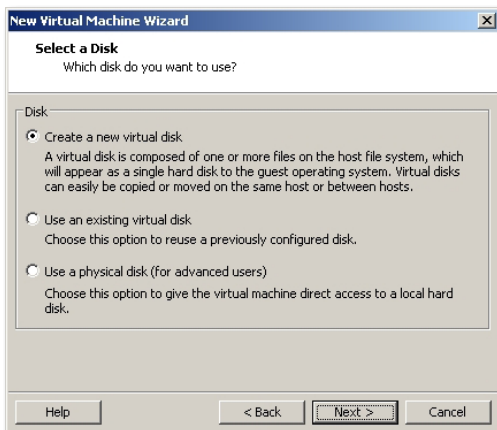 New Virtual Machine Wizard
Select a Disk
Which disk do you want to use?
Disk
Create a new virtual disk
A virtual disk is composed of one or more files on the host file system, which
will appear as a single hard disk to the guest operating system. Virtual disks
can easily be copied or moved on the same host or between hosts.
Use an existing virtual disk
Choose this option to reuse a previously configured disk.
Use a physical disk (for advanced users)
Choose this option to give the virtual machine direct access to a local hard
disk.
Help
< Back
Next >
Cancel